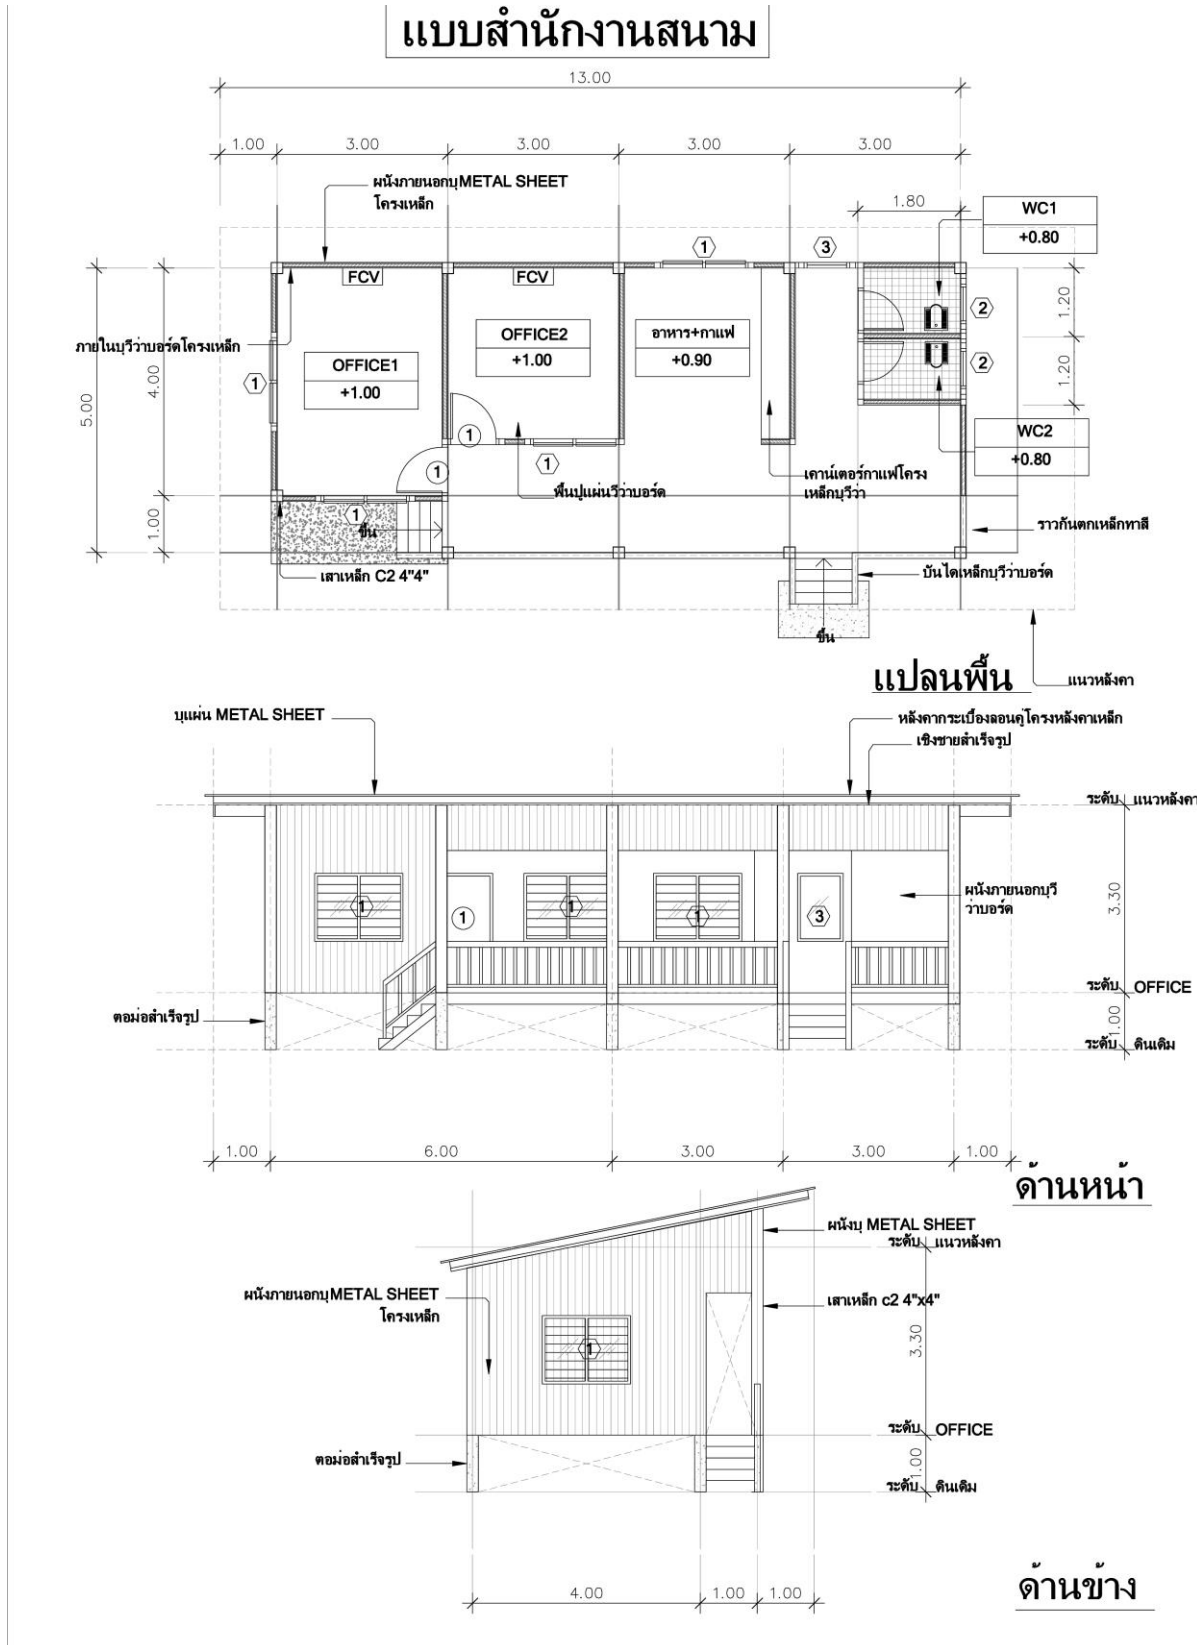 แบบสำนักงานสนาม
13.00
1.00 3.00 3.00 3.00 3.00
ผนังภายนอกบุMETAL SHEET
โครงเหล็ก
1.80
WC1
+0.80
1 3
FCV FCV
5.00
4.00
1.00
1.20
1.20
2
2
ภายในบุวีว่าบอร์ดโครงเหล็ก
OFFICE1
+1.00
OFFICE2
+1.00
อาหาร+กาแฟ
+0.90
1
1
1
1
1
WC2
+0.80
เคาน์เตอร์กาแฟโครง
เหล็กบุวีว่า
พื้นปูแผ่นวีว่าบอร์ด
ขึ้น
ราวกันตกเหล็กทาสี
เสาเหล็ก C2 4"4"
บันไดเหล็กบุวีว่าบอร์ด
ขึ้น
แปลนพื้น
แนวหลังคา
บุแผ่น METAL SHEET
หลังคากระเบื้องลอนคู่โครงหลังคาเหล็ก
เชิงชายสำเร็จรูป
ระดับ แนวหลังคา
1 1 1 1 3
ผนังภายนอกบุวี
ว่าบอร์ด
3.30
ระดับ OFFICE
ตอม่อสำเร็จรูป
1.00
ระดับ ดินเดิม
1.00 6.00 3.00 3.00 1.00
ด้านหน้า
ผนังบุ METAL SHEET
ระดับ แนวหลังคา
ผนังภายนอกบุMETAL SHEET
โครงเหล็ก
เสาเหล็ก c2 4"x4"
1
3.30
ระดับ OFFICE
ตอม่อสำเร็จรูป
1.00
ระดับ ดินเดิม
4.00 1.00 1.00
ด้านข้าง